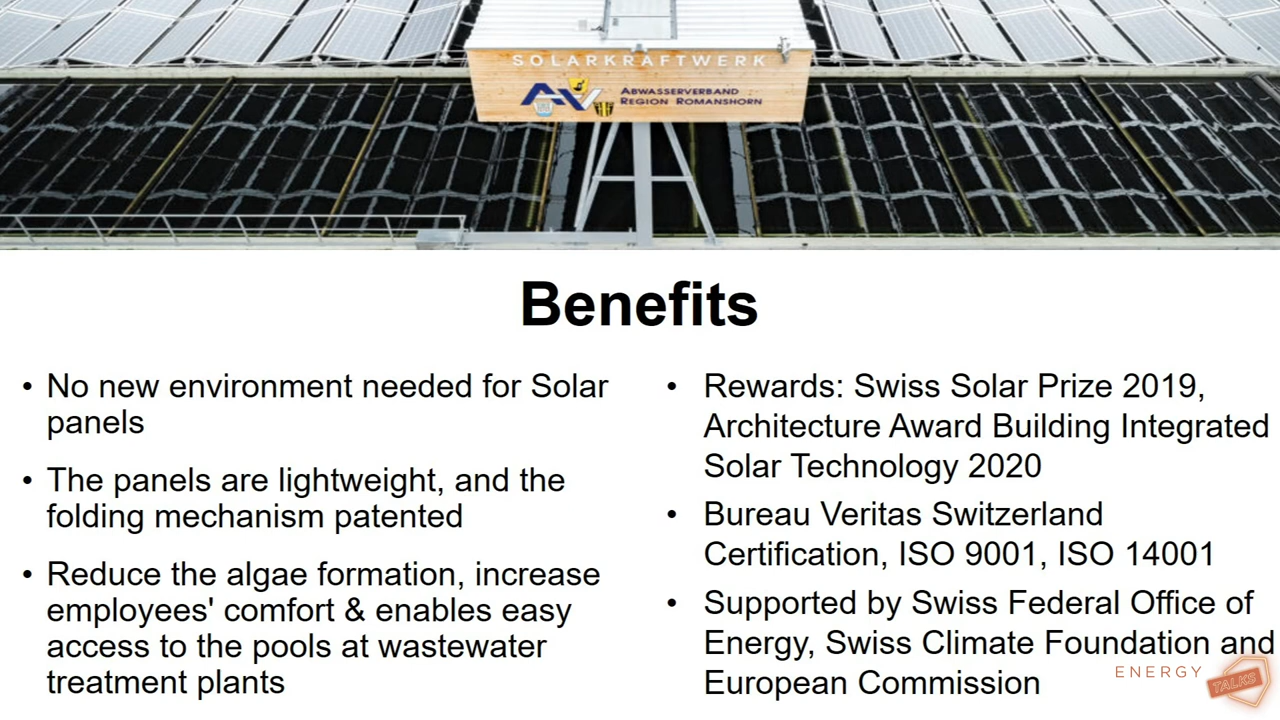 SOLARKRAFTWERK
AV ABWASSERVERBAND
REGION ROMANSHORN
Benefits
• No new environment needed for Solar
panels
• The panels are lightweight, and the
folding mechanism patented
• Reduce the algae formation, increase
employees' comfort & enables easy
access to the pools at wastewater
treatment plants
• Rewards: Swiss Solar Prize 2019,
Architecture Award Building Integrated
Solar Technology 2020
• Bureau Veritas Switzerland
Certification, ISO 9001, ISO 14001
• Supported by Swiss Federal Office of
Energy, Swiss Climate Foundation and
European Commission
ENERGY
TALKS